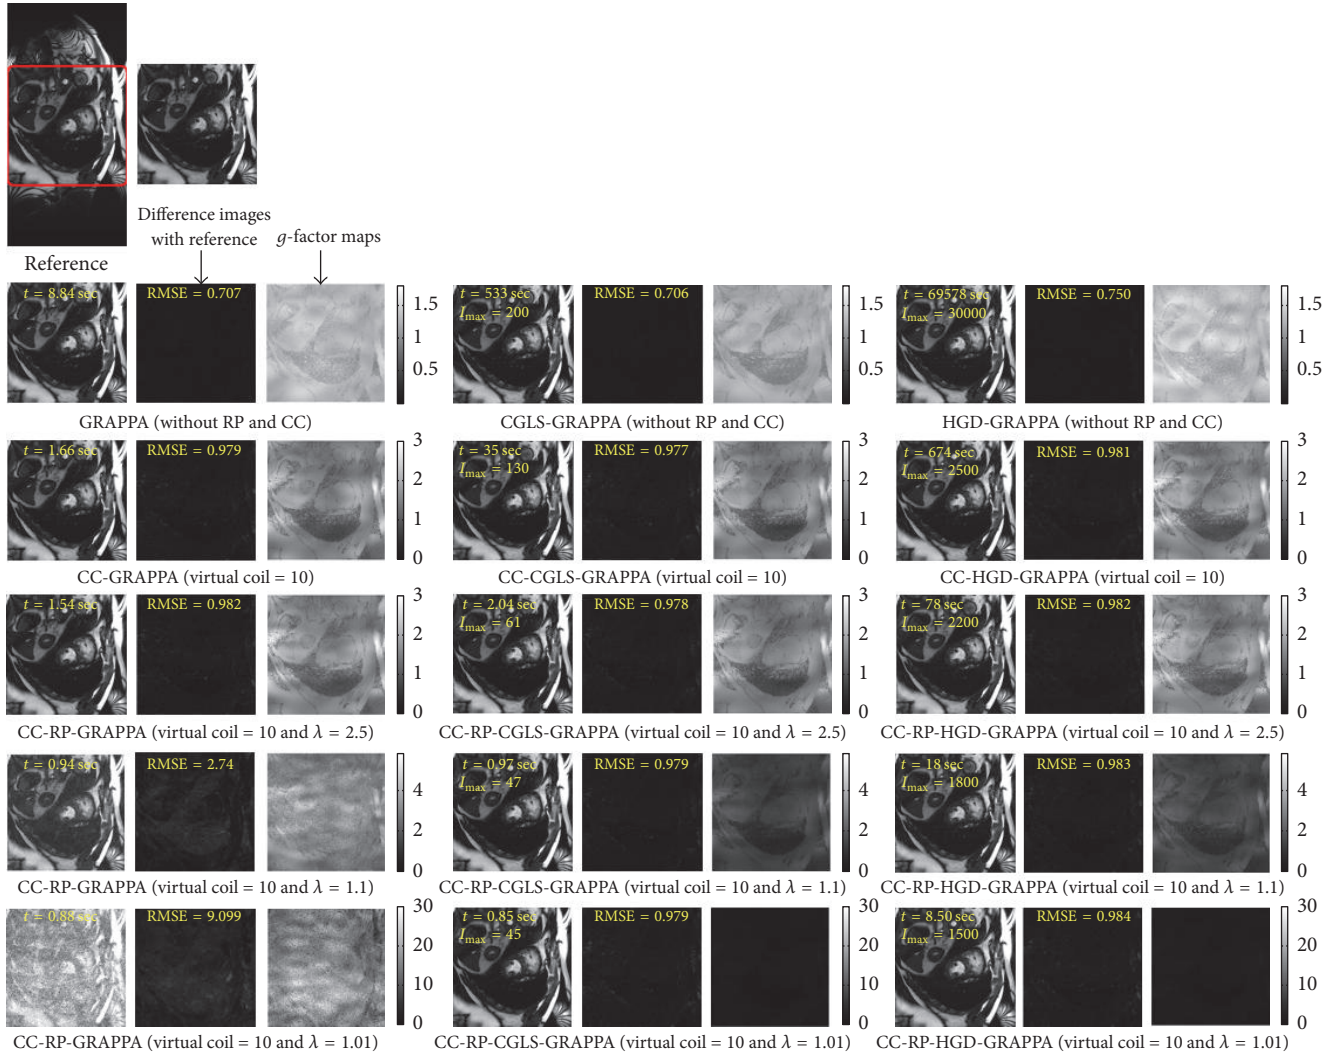 Difference images
with reference
g-factor maps
Reference
t = 8.84 sec
RMSE = 0.707
1.5
1
0.5
t = 533 sec
I_max = 200
RMSE = 0.706
1.5
1
0.5
t = 69578 sec
I_max = 30000
RMSE = 0.750
1.5
1
0.5
GRAPPA (without RP and CC)
CGLS-GRAPPA (without RP and CC)
HGD-GRAPPA (without RP and CC)
t = 1.66 sec
RMSE = 0.979
3
2
1
0
t = 35 sec
I_max = 130
RMSE = 0.977
3
2
1
0
t = 674 sec
I_max = 2500
RMSE = 0.981
3
2
1
0
CC-GRAPPA (virtual coil = 10)
CC-CGLS-GRAPPA (virtual coil = 10)
CC-HGD-GRAPPA (virtual coil = 10)
t = 1.54 sec
RMSE = 0.982
3
2
1
0
t = 2.04 sec
I_max = 61
RMSE = 0.978
3
2
1
0
t = 78 sec
I_max = 2200
RMSE = 0.982
3
2
1
0
CC-RP-GRAPPA (virtual coil = 10 and λ = 2.5)
CC-RP-CGLS-GRAPPA (virtual coil = 10 and λ = 2.5)
CC-RP-HGD-GRAPPA (virtual coil = 10 and λ = 2.5)
t = 0.94 sec
RMSE = 2.74
4
2
0
t = 0.97 sec
I_max = 47
RMSE = 0.979
4
2
0
t = 18 sec
I_max = 1800
RMSE = 0.983
4
2
0
CC-RP-GRAPPA (virtual coil = 10 and λ = 1.1)
CC-RP-CGLS-GRAPPA (virtual coil = 10 and λ = 1.1)
CC-RP-HGD-GRAPPA (virtual coil = 10 and λ = 1.1)
t = 0.88 sec
RMSE = 9.099
30
20
10
0
t = 0.85 sec
I_max = 45
RMSE = 0.979
30
20
10
0
t = 8.50 sec
I_max = 1500
RMSE = 0.984
30
20
10
0
CC-RP-GRAPPA (virtual coil = 10 and λ = 1.01)
CC-RP-CGLS-GRAPPA (virtual coil = 10 and λ = 1.01)
CC-RP-HGD-GRAPPA (virtual coil = 10 and λ = 1.01)